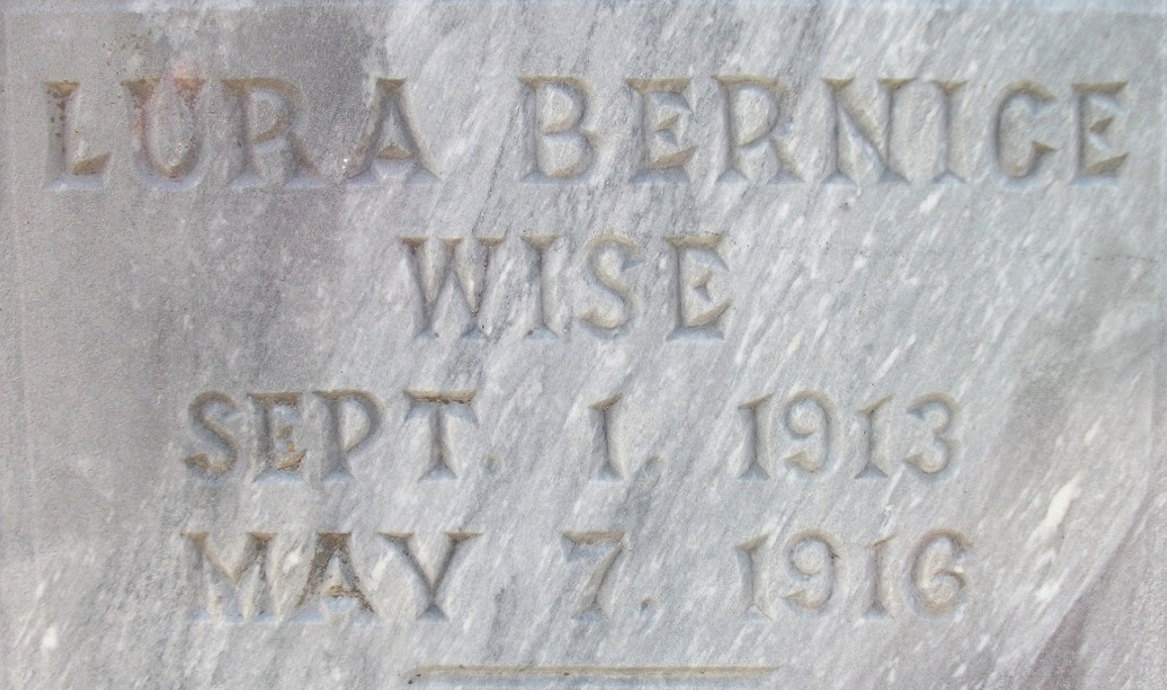 LURA BERNICE
WISE
SEPT. 1, 1913
MAY 7, 1916